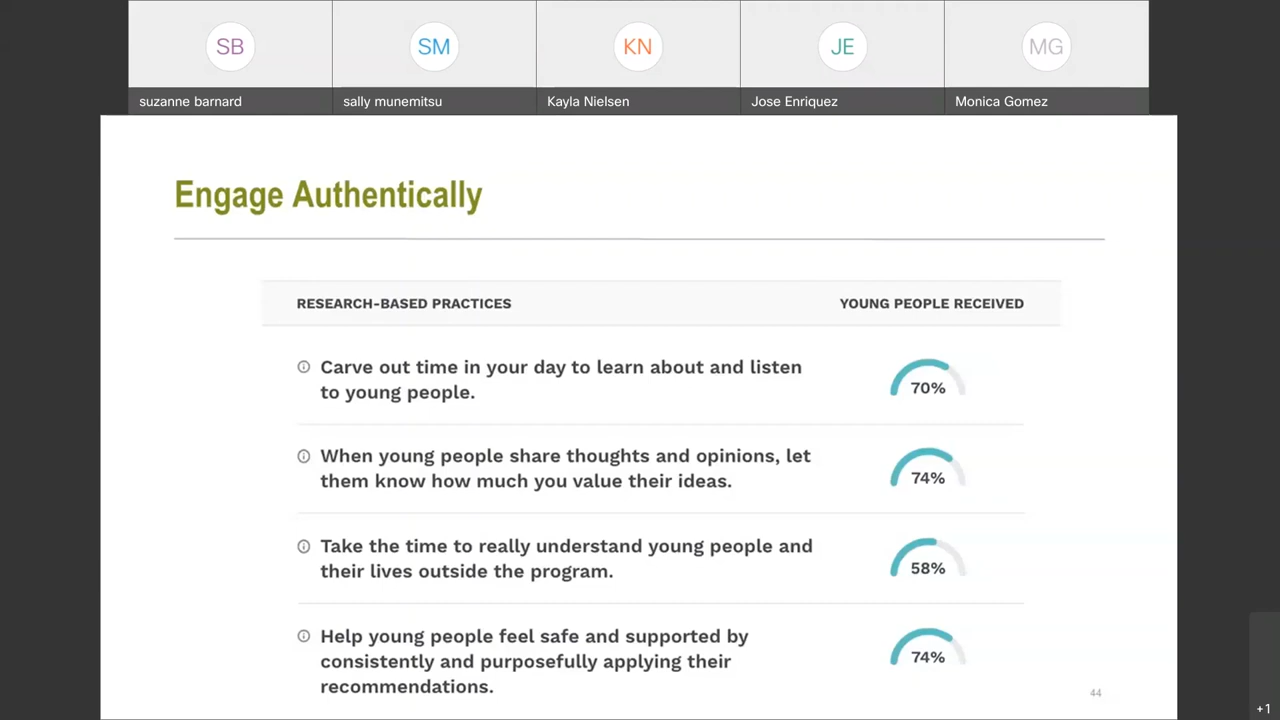 SB SM KN JE MG
suzanne barnard sally munemitsu Kayla Nielsen Jose Enriquez Monica Gomez
Engage Authentically
RESEARCH-BASED PRACTICES YOUNG PEOPLE RECEIVED
Carve out time in your day to learn about and listen
to young people.
70%
When young people share thoughts and opinions, let
them know how much you value their ideas.
74%
Take the time to really understand young people and
their lives outside the program.
58%
Help young people feel safe and supported by
consistently and purposefully applying their
recommendations.
74%
44
+1